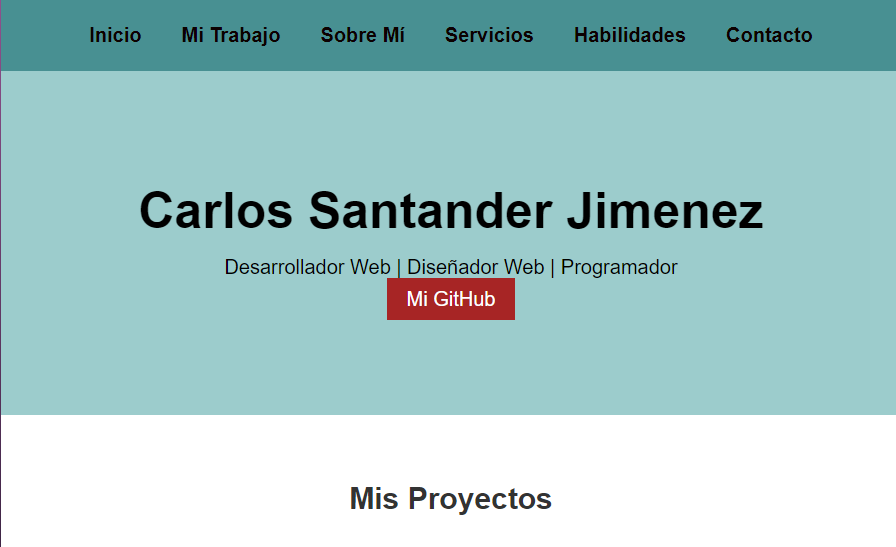 Inicio Mi Trabajo Sobre Mí Servicios Habilidades Contacto
Carlos Santander Jimenez
Desarrollador Web | Diseñador Web | Programador
Mi GitHub
Mis Proyectos